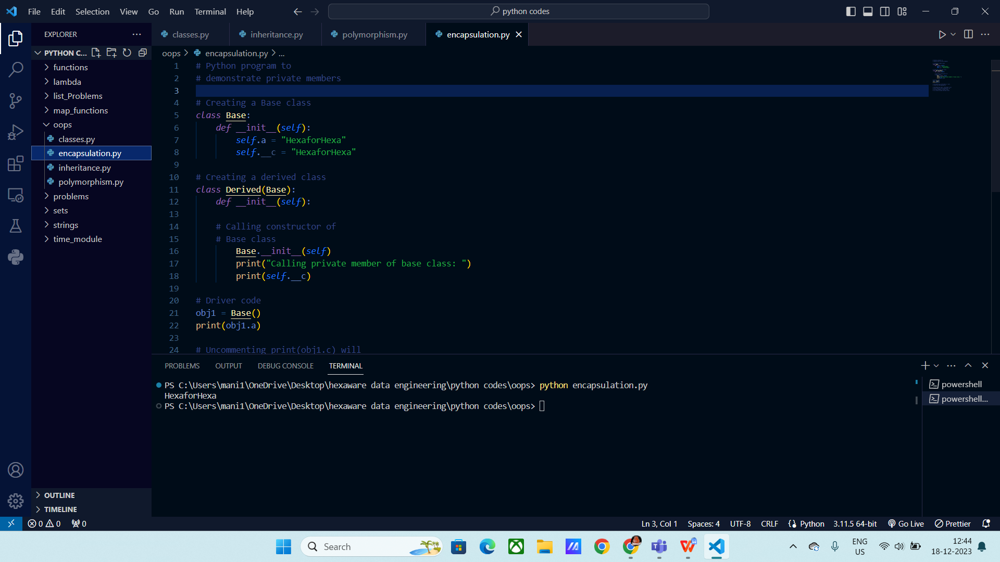 File Edit Selection View Go Run Terminal Help
python codes
EXPLORER
classes.py inheritance.py polymorphism.py encapsulation.py
PYTHON C...
oops > encapsulation.py > ...
functions
lambda
list_Problems
map_functions
oops
classes.py
encapsulation.py
inheritance.py
polymorphism.py
problems
sets
strings
time_module
OUTLINE
TIMELINE
1 # Python program to
2 # demonstrate private members
3
4 # Creating a Base class
5 class Base:
6 def __init__(self):
7 self.a = "HexaforHexa"
8 self.__c = "HexaforHexa"
9
10 # Creating a derived class
11 class Derived(Base):
12 def __init__(self):
13
14 # Calling constructor of
15 # Base class
16 Base.__init__(self)
17 print("Calling private member of base class: ")
18 print(self.__c)
19
20 # Driver code
21 obj1 = Base()
22 print(obj1.a)
23
24 # Uncommenting print(obj1.c) will
PROBLEMS OUTPUT DEBUG CONSOLE TERMINAL
PS C:\Users\mani1\OneDrive\Desktop\hexaware data engineering\python codes\oops> python encapsulation.py
HexaforHexa
PS C:\Users\mani1\OneDrive\Desktop\hexaware data engineering\python codes\oops>
powershell
powershell...
0 0 0
Ln 3, Col 1 Spaces: 4 UTF-8 CRLF {} Python 3.11.5 64-bit Go Live Prettier
Search
ENG
US
12:44
18-12-2023